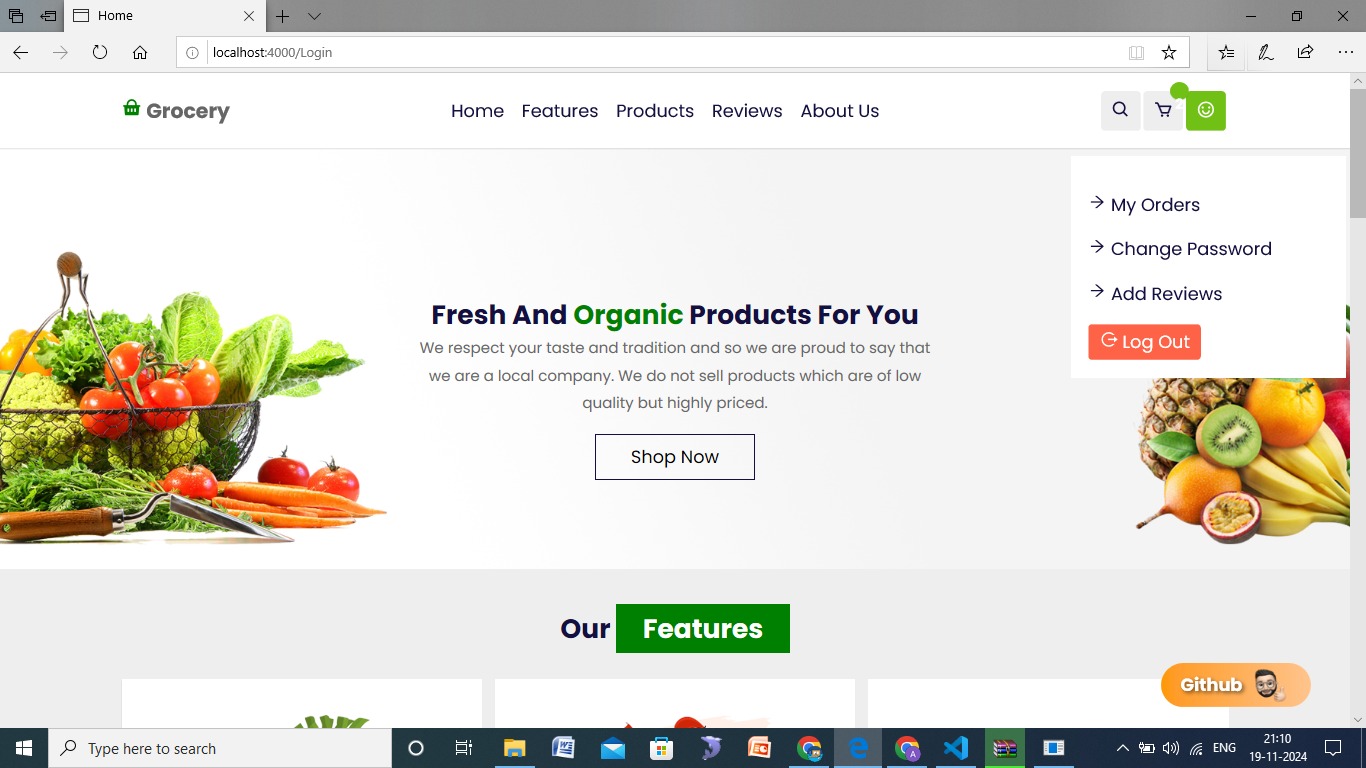 Home
localhost:4000/Login
Grocery
Home Features Products Reviews About Us
My Orders
Change Password
Add Reviews
Log Out
Fresh And Organic Products For You
We respect your taste and tradition and so we are proud to say that
we are a local company. We do not sell products which are of low
quality but highly priced.
Shop Now
Our Features
Github
Type here to search
ENG
21:10
19-11-2024